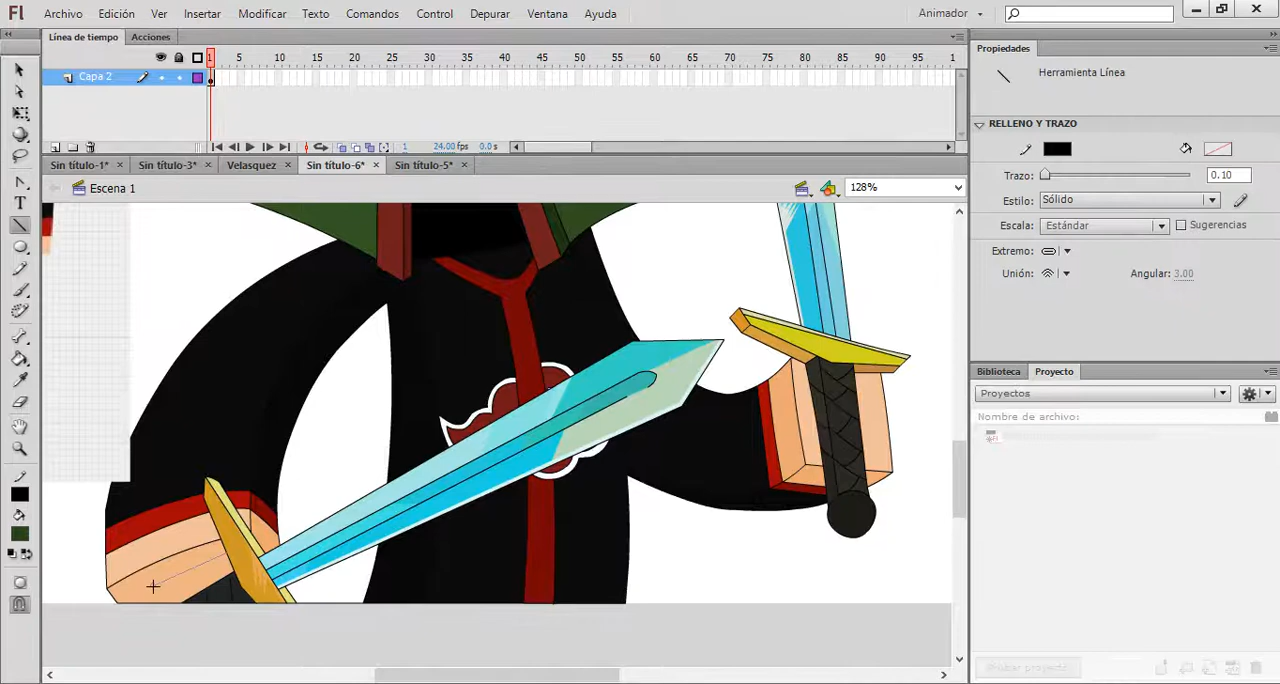 Fl Archivo Edición Ver Insertar Modificar Texto Comandos Control Depurar Ventana Ayuda Animador
Línea de tiempo Acciones
1 5 10 15 20 25 30 35 40 45 50 55 60 65 70 75 80 85 90 95 1
Capa 2
1 24.00 fps 0.0 s
Sin título-1* × Sin título-3* × Velasquez × Sin título-6* × Sin título-5* ×
Escena 1 128%
Propiedades
Herramienta Línea
RELLENO Y TRAZO
Trazo: 0.10
Estilo: Sólido
Escala: Estándar Sugerencias
Extremo:
Unión: Angular: 3.00
Biblioteca Proyecto
Proyectos
Nombre de archivo:
T